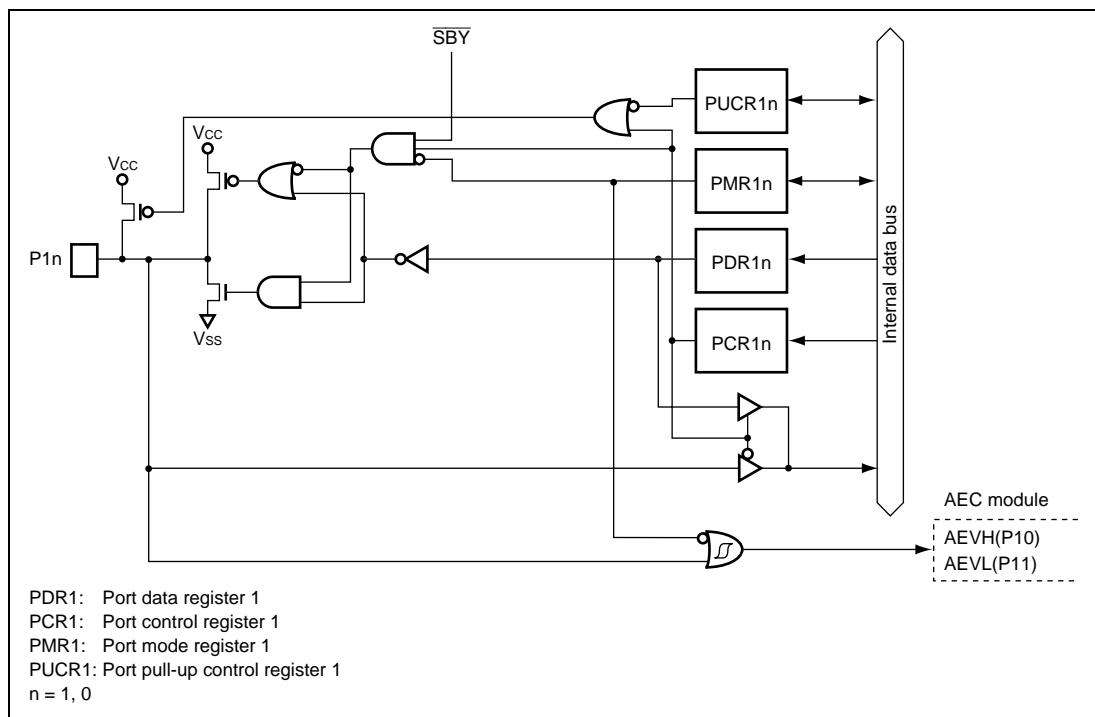 SBY
PUCR1n
VCC
VCC
PMR1n
P1n
PDR1n
Internal data bus
VSS
PCR1n
AEC module
AEVH(P10)
AEVL(P11)
PDR1: Port data register 1
PCR1: Port control register 1
PMR1: Port mode register 1
PUCR1: Port pull-up control register 1
n = 1, 0